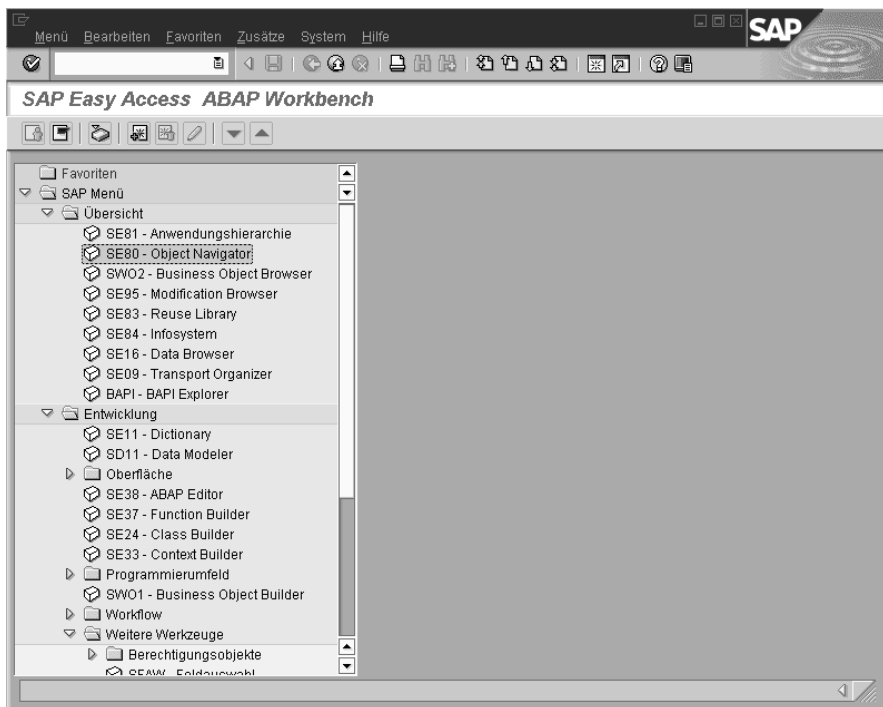 Menü Bearbeiten Favoriten Zusätze System Hilfe
SAP
SAP Easy Access ABAP Workbench
Favoriten
SAP Menü
Übersicht
SE81 - Anwendungshierarchie
SE80 - Object Navigator
SWO2 - Business Object Browser
SE95 - Modification Browser
SE83 - Reuse Library
SE84 - Infosystem
SE16 - Data Browser
SE09 - Transport Organizer
BAPI - BAPI Explorer
Entwicklung
SE11 - Dictionary
SD11 - Data Modeler
Oberfläche
SE38 - ABAP Editor
SE37 - Function Builder
SE24 - Class Builder
SE33 - Context Builder
Programmierumfeld
SWO1 - Business Object Builder
Workflow
Weitere Werkzeuge
Berechtigungsobjekte
Feldauswahl